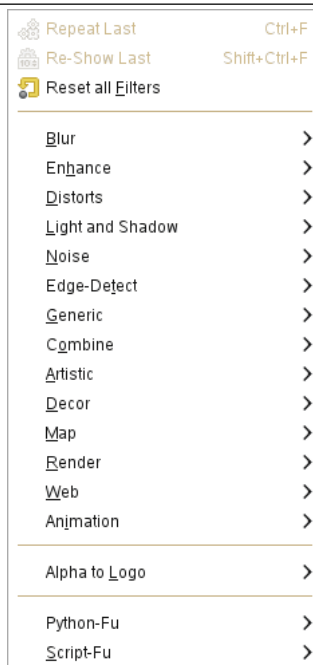 Repeat Last Ctrl+F
Re-Show Last Shift+Ctrl+F
Reset all Filters
Blur
Enhance
Distorts
Light and Shadow
Noise
Edge-Detect
Generic
Combine
Artistic
Decor
Map
Render
Web
Animation
Alpha to Logo
Python-Fu
Script-Fu